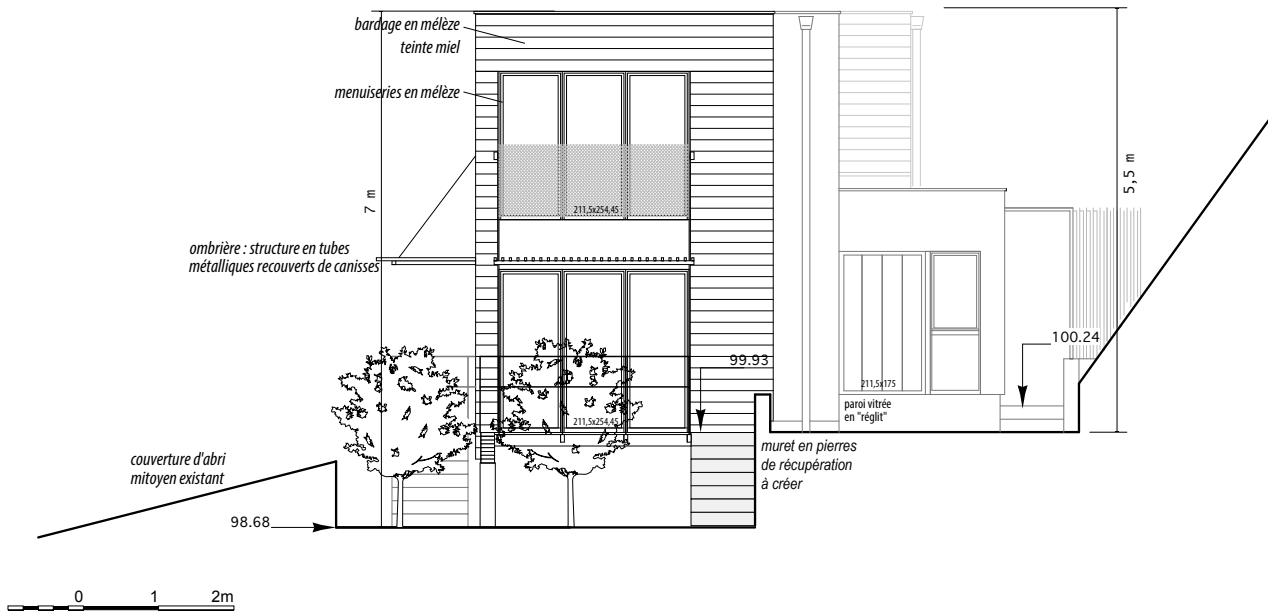 bardage en mélèze
teinte miel
menuiseries en mélèze
7 m
5,5 m
211,5x254,45
ombrière : structure en tubes
métalliques recouverts de canisses
99.93
100.24
211,5x175
paroi vitrée
en "réglit"
211,5x254,45
muret en pierres
de récupération
à créer
couverture d'abri
mitoyen existant
98.68
0 1 2m